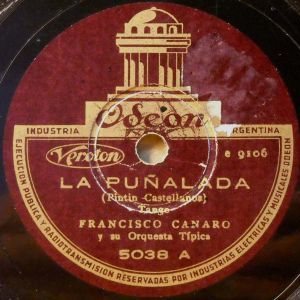 Odeon
INDUSTRIA ARGENTINA
Veroton e 9106
LA PUÑALADA
(Pintin Castellanos)
Tango
FRANCISCO CANARO
y su Orquesta Típica
5038 A
EJECUCION PUBLICA Y RADIOTRANSMISION RESERVADAS POR INDUSTRIAS ELECTRICAS Y MUSICALES ODEON